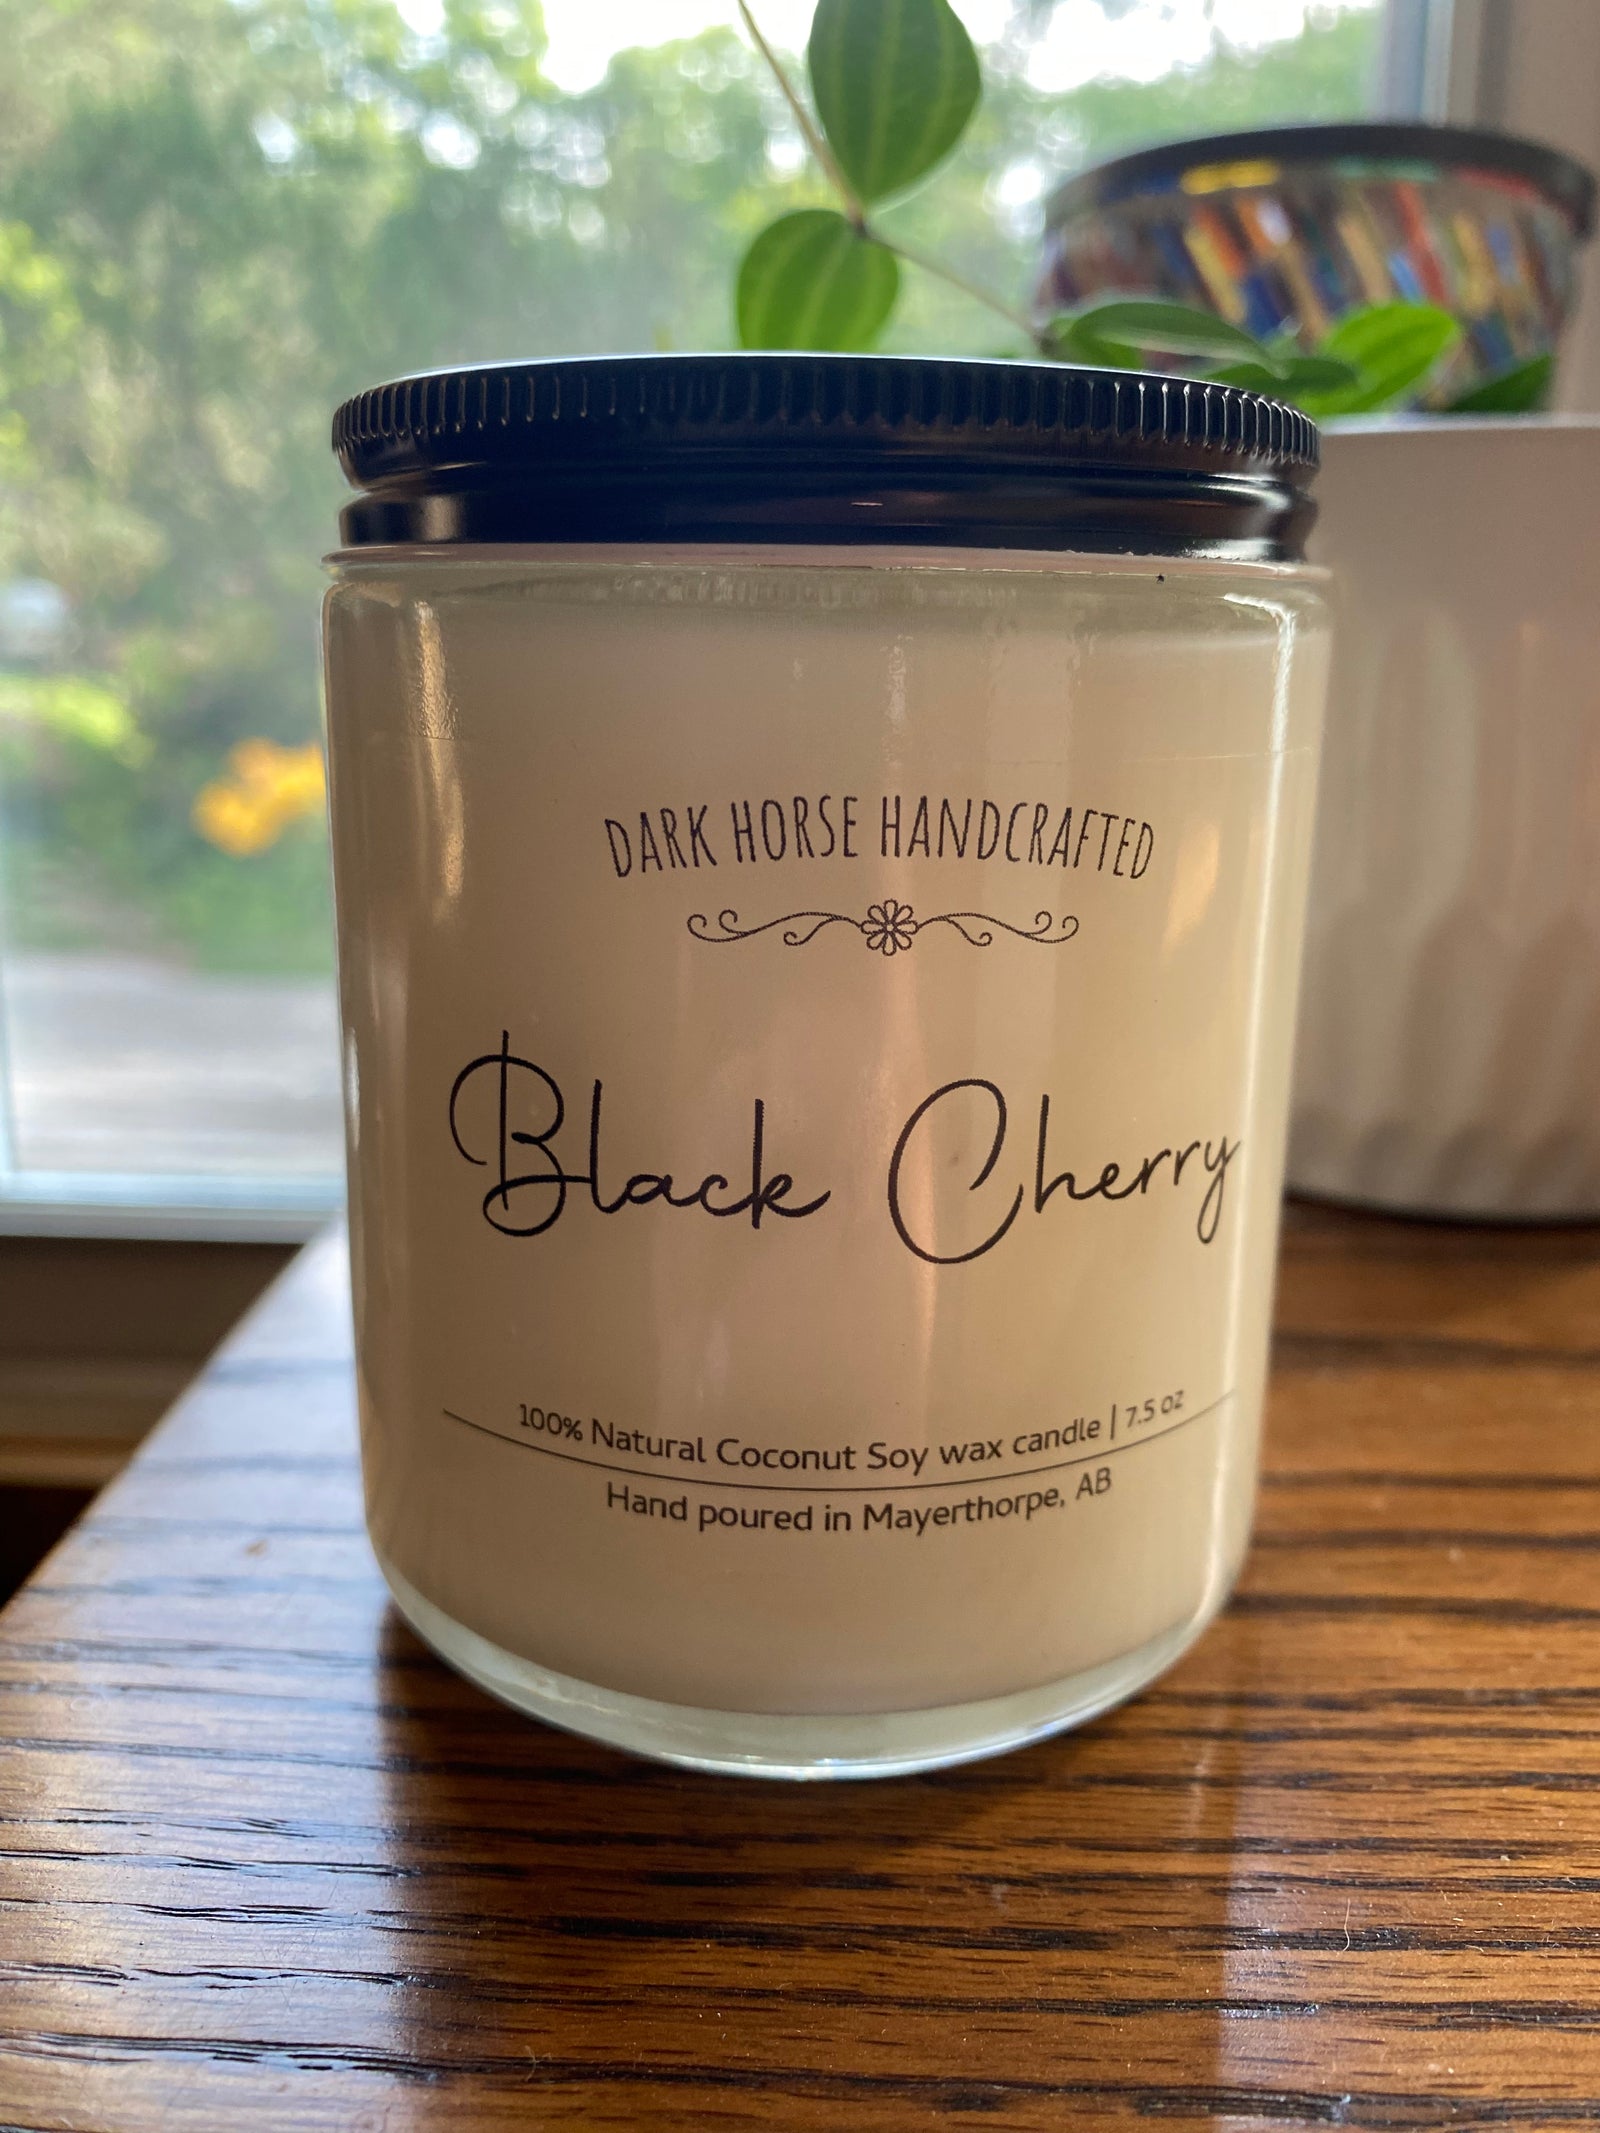 DARK HORSE HANDCRAFTED
Black Cherry
100% Natural Coconut Soy wax candle | 7.5 oz
Hand poured in Mayerthorpe, AB